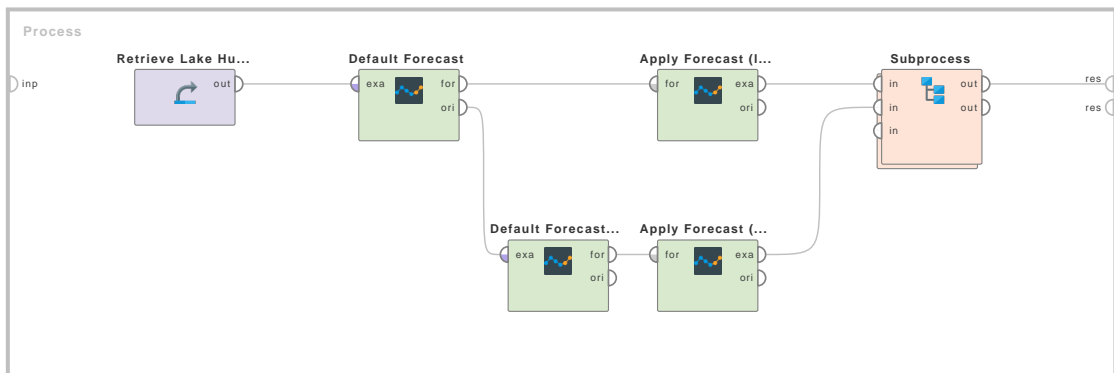 Process
Retrieve Lake Hu...
Default Forecast
Apply Forecast (I...
Subprocess
inp
out
exa
for
ori
for
exa
ori
in
in
in
out
out
res
res
Default Forecast...
Apply Forecast (...
exa
for
ori
for
exa
ori